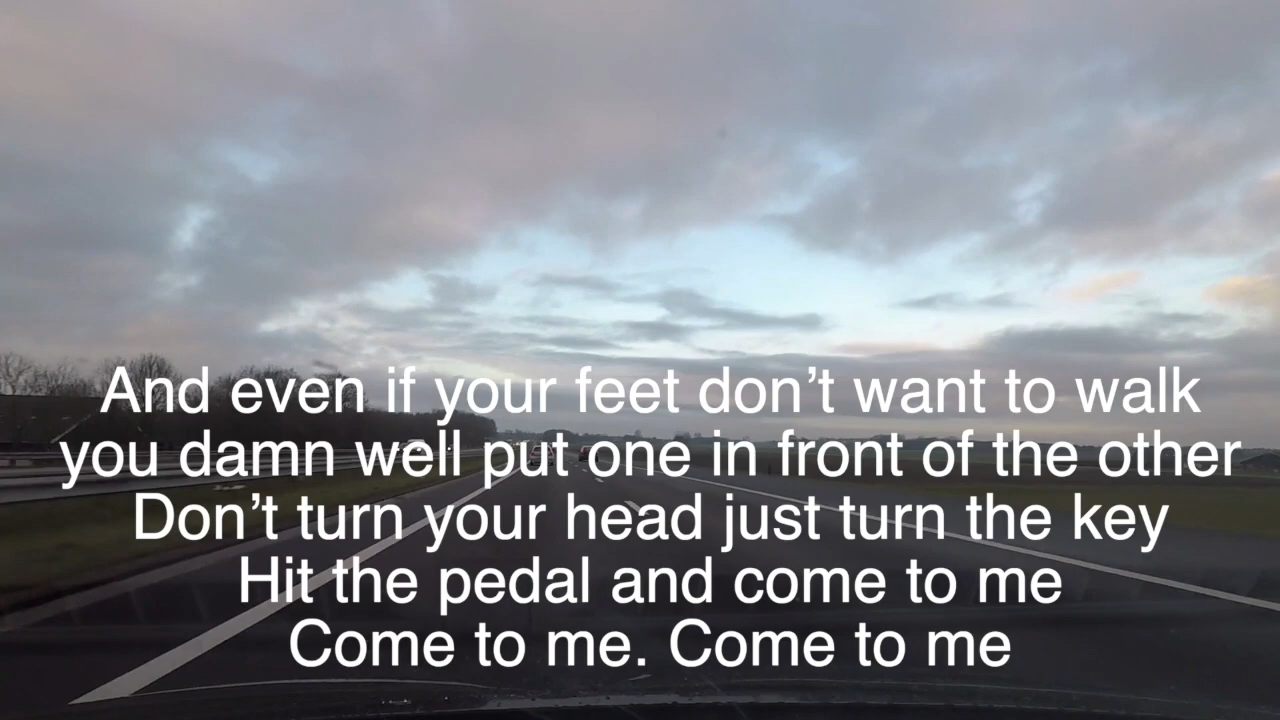 And even if your feet don’t want to walk
you damn well put one in front of the other
Don’t turn your head just turn the key
Hit the pedal and come to me
Come to me. Come to me